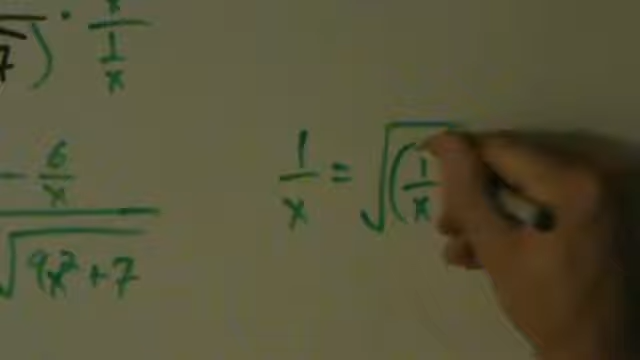 7) · 1/x
- 6/x
√9x²+7
1/x = √(1/x